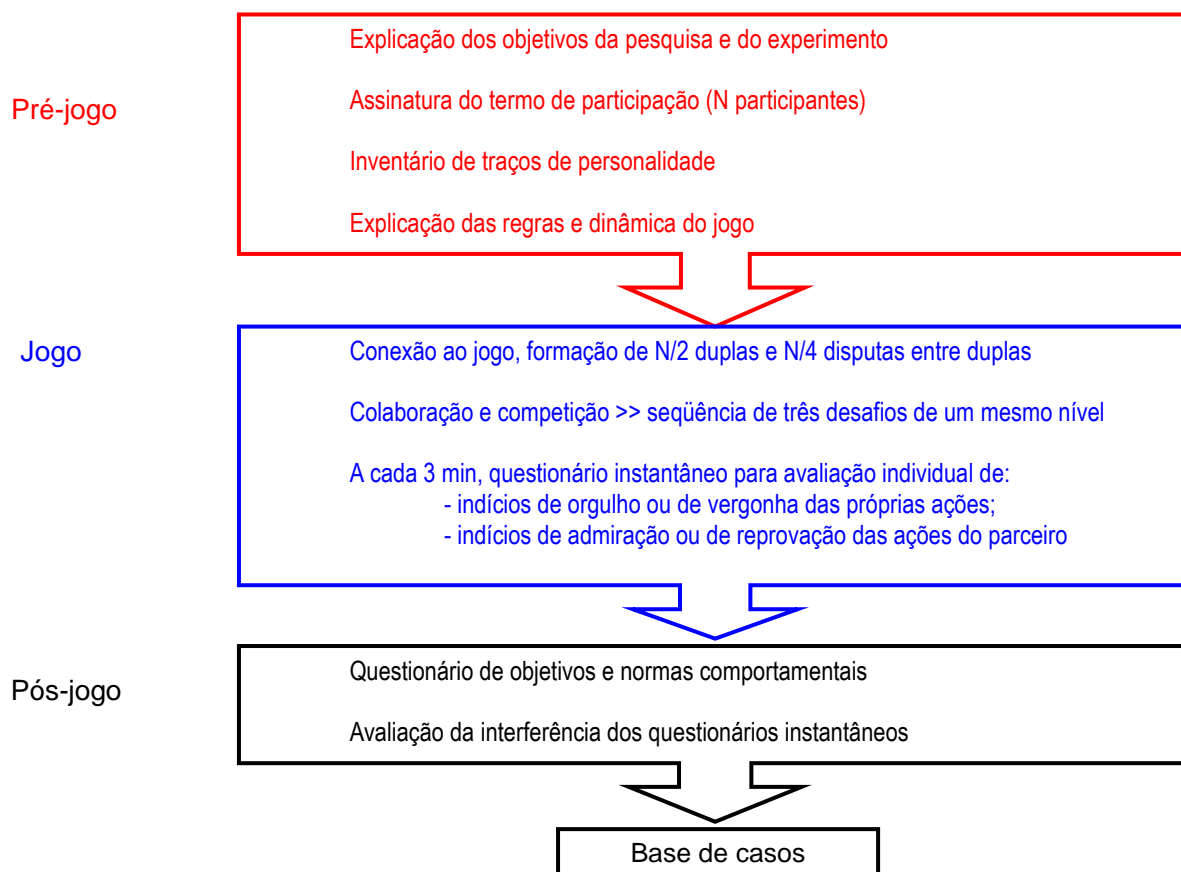 Pré-jogo
Explicação dos objetivos da pesquisa e do experimento
Assinatura do termo de participação (N participantes)
Inventário de traços de personalidade
Explicação das regras e dinâmica do jogo
Jogo
Conexão ao jogo, formação de N/2 duplas e N/4 disputas entre duplas
Colaboração e competição >> seqüência de três desafios de um mesmo nível
A cada 3 min, questionário instantâneo para avaliação individual de:
- indícios de orgulho ou de vergonha das próprias ações;
- indícios de admiração ou de reprovação das ações do parceiro
Pós-jogo
Questionário de objetivos e normas comportamentais
Avaliação da interferência dos questionários instantâneos
Base de casos